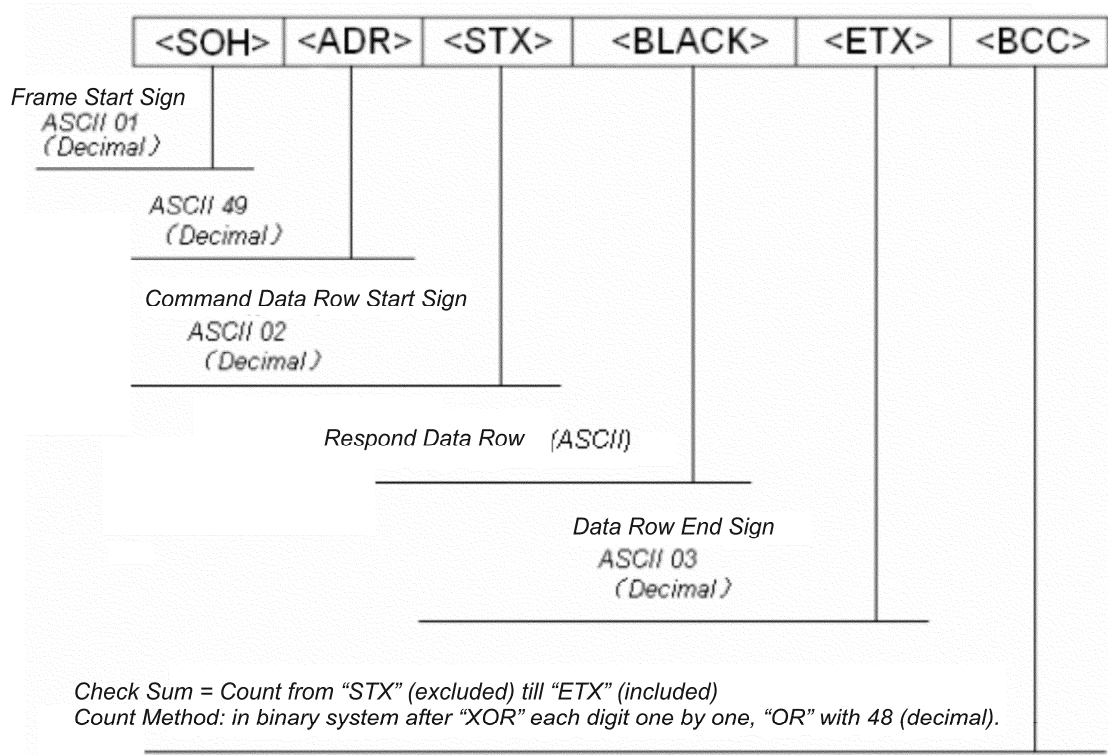 <SOH> <ADR> <STX> <BLACK> <ETX> <BCC>
Frame Start Sign
ASCII 01
(Decimal)
ASCII 49
(Decimal)
Command Data Row Start Sign
ASCII 02
(Decimal)
Respond Data Row (ASCII)
Data Row End Sign
ASCII 03
(Decimal)
Check Sum = Count from “STX” (excluded) till “ETX” (included)
Count Method: in binary system after “XOR” each digit one by one, “OR” with 48 (decimal).